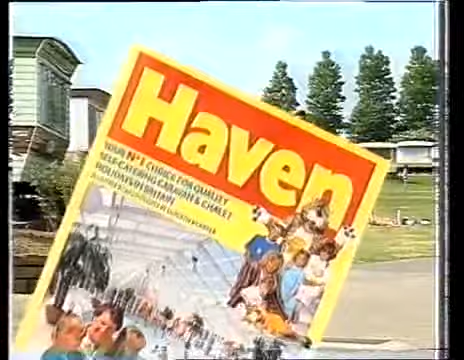 Haven
YOUR Nº1 CHOICE FOR QUALITY
SELF-CATERING CARAVAN & CHALET
HOLIDAYS IN BRITAIN